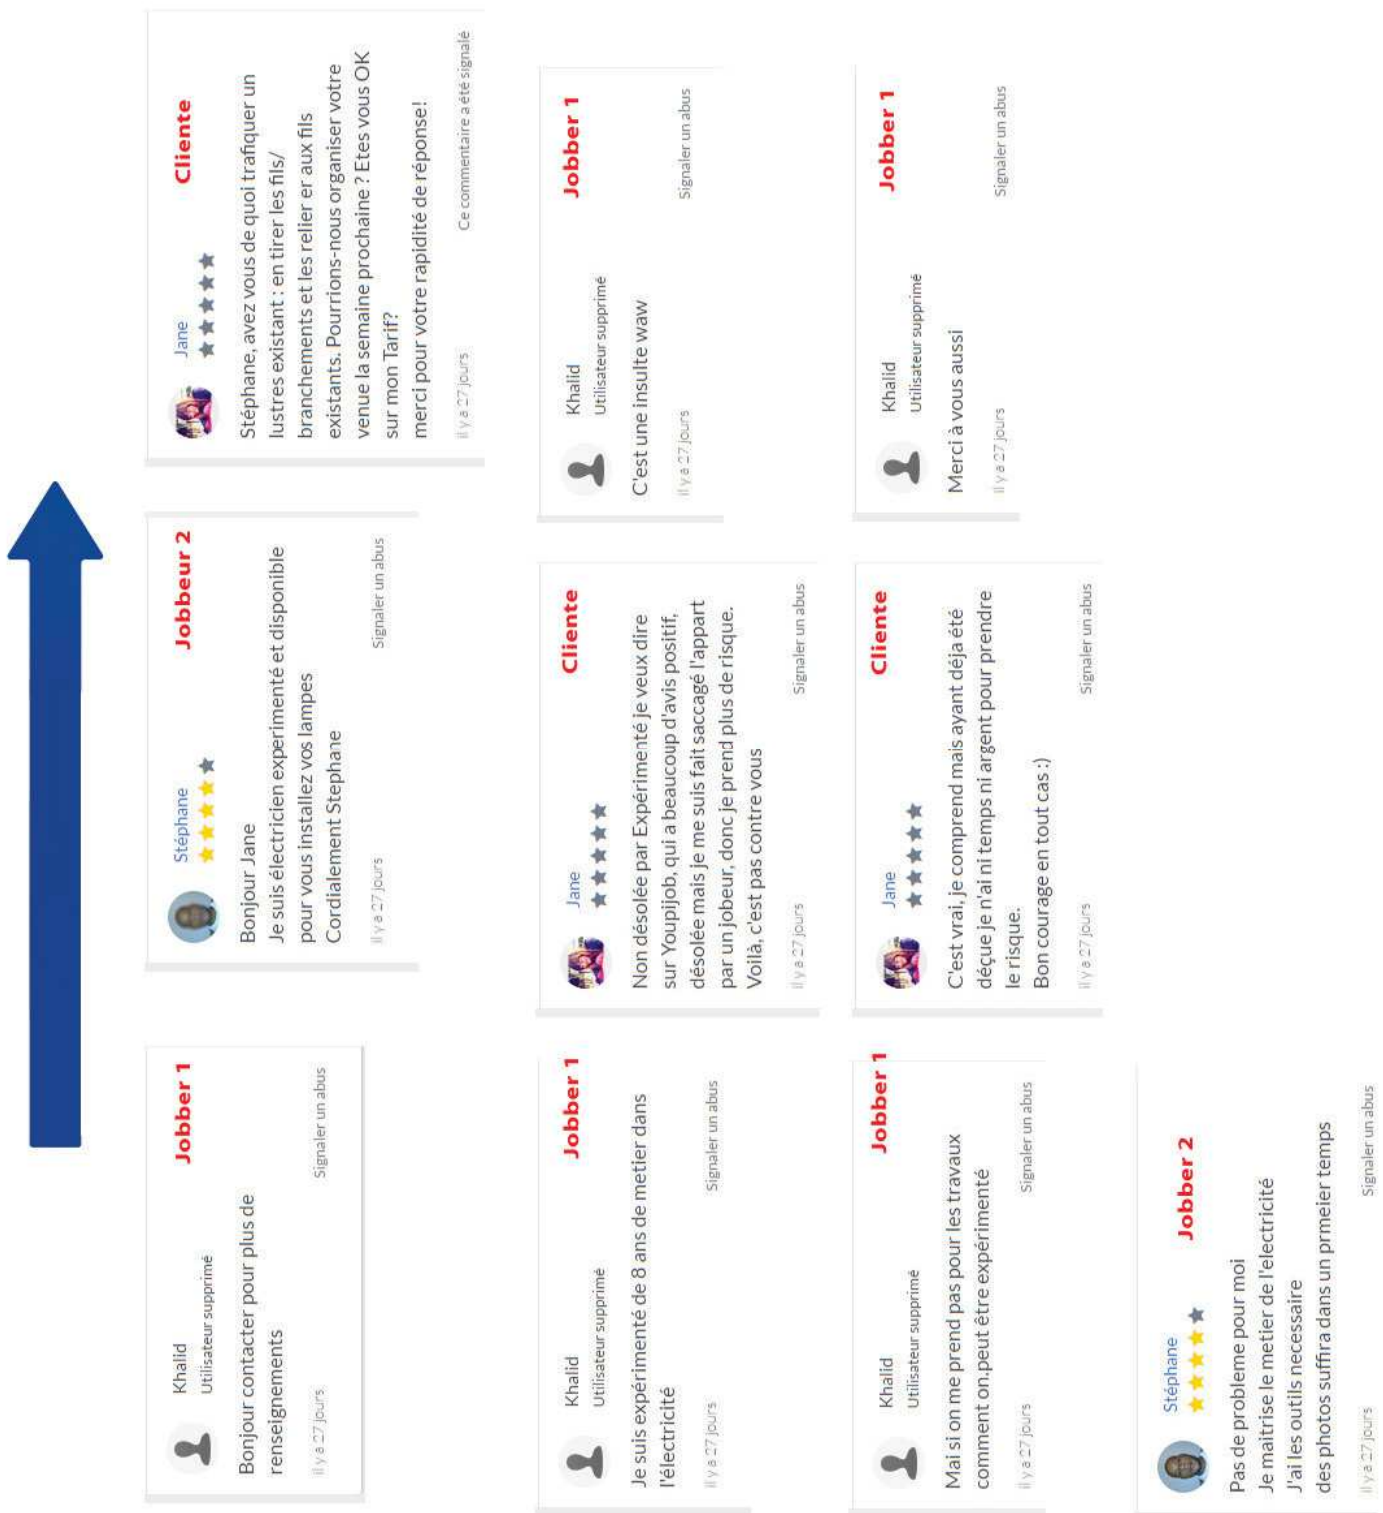 Khalid
Utilisateur supprimé
Jobber 1
Bonjour contacter pour plus de
renseignements
il y a 27 jours
Signaler un abus
Stéphane
Jobbeur 2
Bonjour Jane
Je suis électricien experimenté et disponible
pour vous installez vos lampes
Cordialement Stephane
il y a 27 jours
Signaler un abus
Jane
Cliente
Stéphane, avez vous de quoi trafiquer un
lustres existant : en tirer les fils/
branchements et les relier er aux fils
existants. Pourrions-nous organiser votre
venue la semaine prochaine ? Etes vous OK
sur mon Tarif?
merci pour votre rapidité de réponse!
il y a 27 jours
Ce commentaire a été signalé
Khalid
Utilisateur supprimé
Jobber 1
Je suis expérimenté de 8 ans de metier dans
l'électricité
il y a 27 jours
Signaler un abus
Jane
Cliente
Non désolée par Expérimenté je veux dire
sur Youpijob, qui a beaucoup d'avis positif,
désolée mais je me suis fait saccagé l'appart
par un jobeur, donc je prend plus de risque.
Voilà, c'est pas contre vous
il y a 27 jours
Signaler un abus
Khalid
Utilisateur supprimé
Jobber 1
C'est une insulte waw
il y a 27 jours
Signaler un abus
Khalid
Utilisateur supprimé
Jobber 1
Mai si on me prend pas pour les travaux
comment on,peut être expérimenté
il y a 27 jours
Signaler un abus
Jane
Cliente
C'est vrai, je comprend mais ayant déja été
déçue je n'ai ni temps ni argent pour prendre
le risque.
Bon courage en tout cas :)
il y a 27 jours
Signaler un abus
Khalid
Utilisateur supprimé
Jobber 1
Merci à vous aussi
il y a 27 jours
Signaler un abus
Stéphane
Jobber 2
Pas de probleme pour moi
Je maitrise le metier de l'electricité
J'ai les outils necessaire
des photos suffira dans un prmeier temps
il y a 27 jours
Signaler un abus